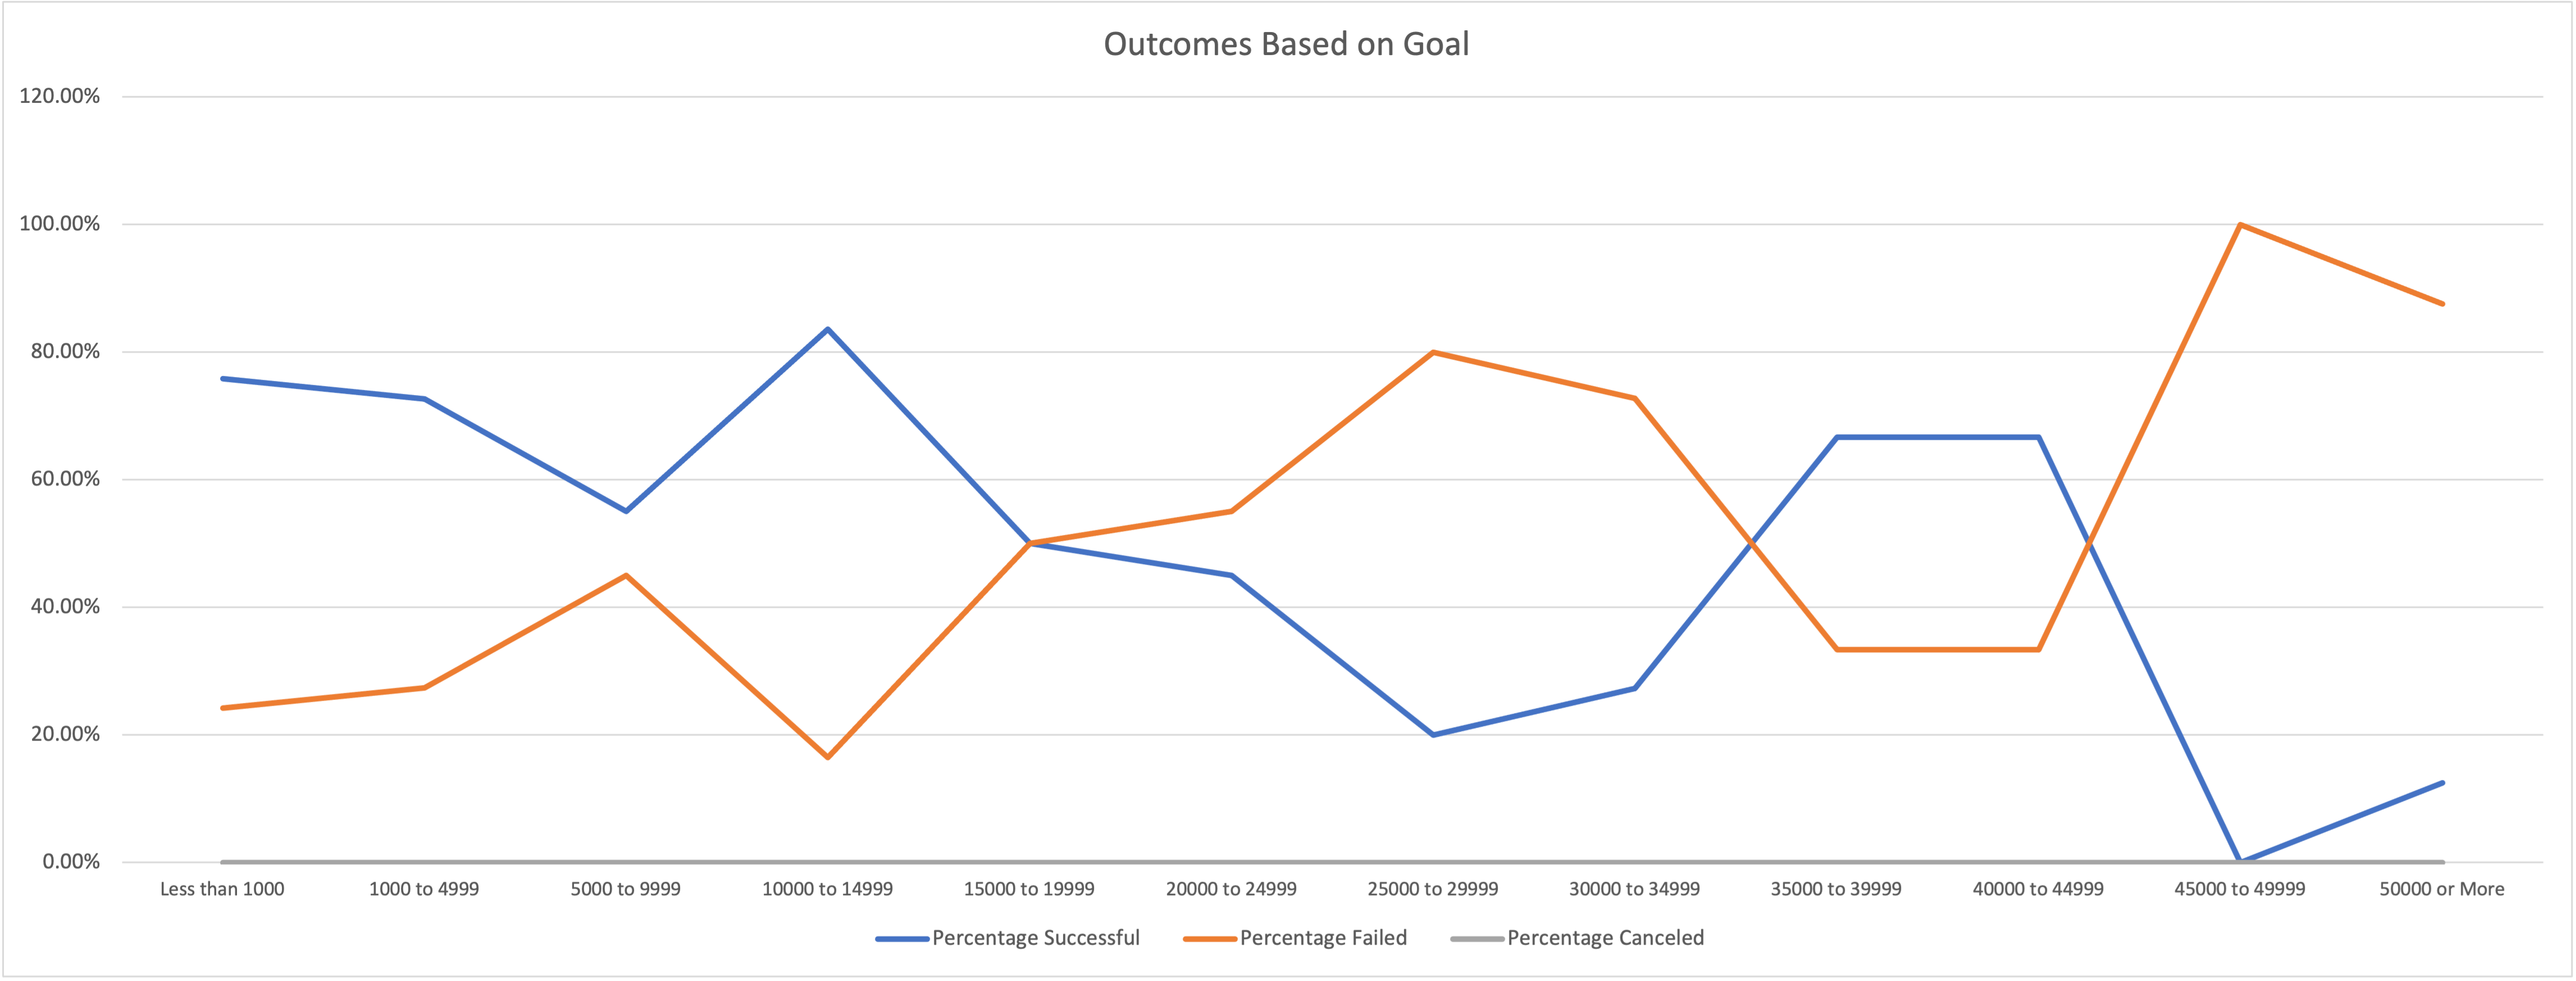 Outcomes Based on Goal
120.00%
100.00%
80.00%
60.00%
40.00%
20.00%
0.00%
Less than 1000 1000 to 4999 5000 to 9999 10000 to 14999 15000 to 19999 20000 to 24999 25000 to 29999 30000 to 34999 35000 to 39999 40000 to 44999 45000 to 49999 50000 or More
Percentage Successful Percentage Failed Percentage Canceled